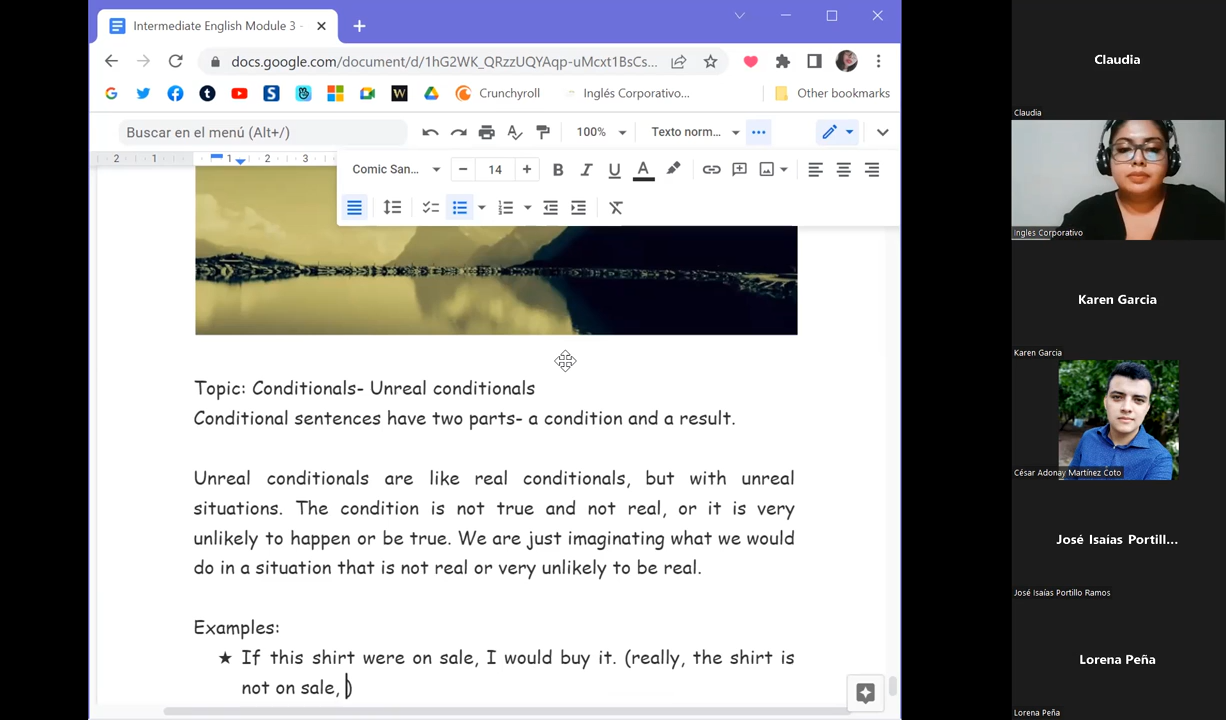 Intermediate English Module 3 -
docs.google.com/document/d/1hG2WK_QRzzUQYAqp-uMcxt1BsCs...
Crunchyroll
Inglés Corporativo...
Other bookmarks
Buscar en el menú (Alt+/)
100%
Texto norm...
2 1 1 2 3
Comic San...
14
Topic: Conditionals- Unreal conditionals
Conditional sentences have two parts- a condition and a result.
Unreal conditionals are like real conditionals, but with unreal
situations. The condition is not true and not real, or it is very
unlikely to happen or be true. We are just imaginating what we would
do in a situation that is not real or very unlikely to be real.
Examples:
★ If this shirt were on sale, I would buy it. (really, the shirt is
not on sale, )
Claudia
Claudia
Ingles Corporativo
Karen Garcia
Karen Garcia
César Adonay Martínez Coto
José Isaías Portill...
José Isaías Portillo Ramos
Lorena Peña
Lorena Peña